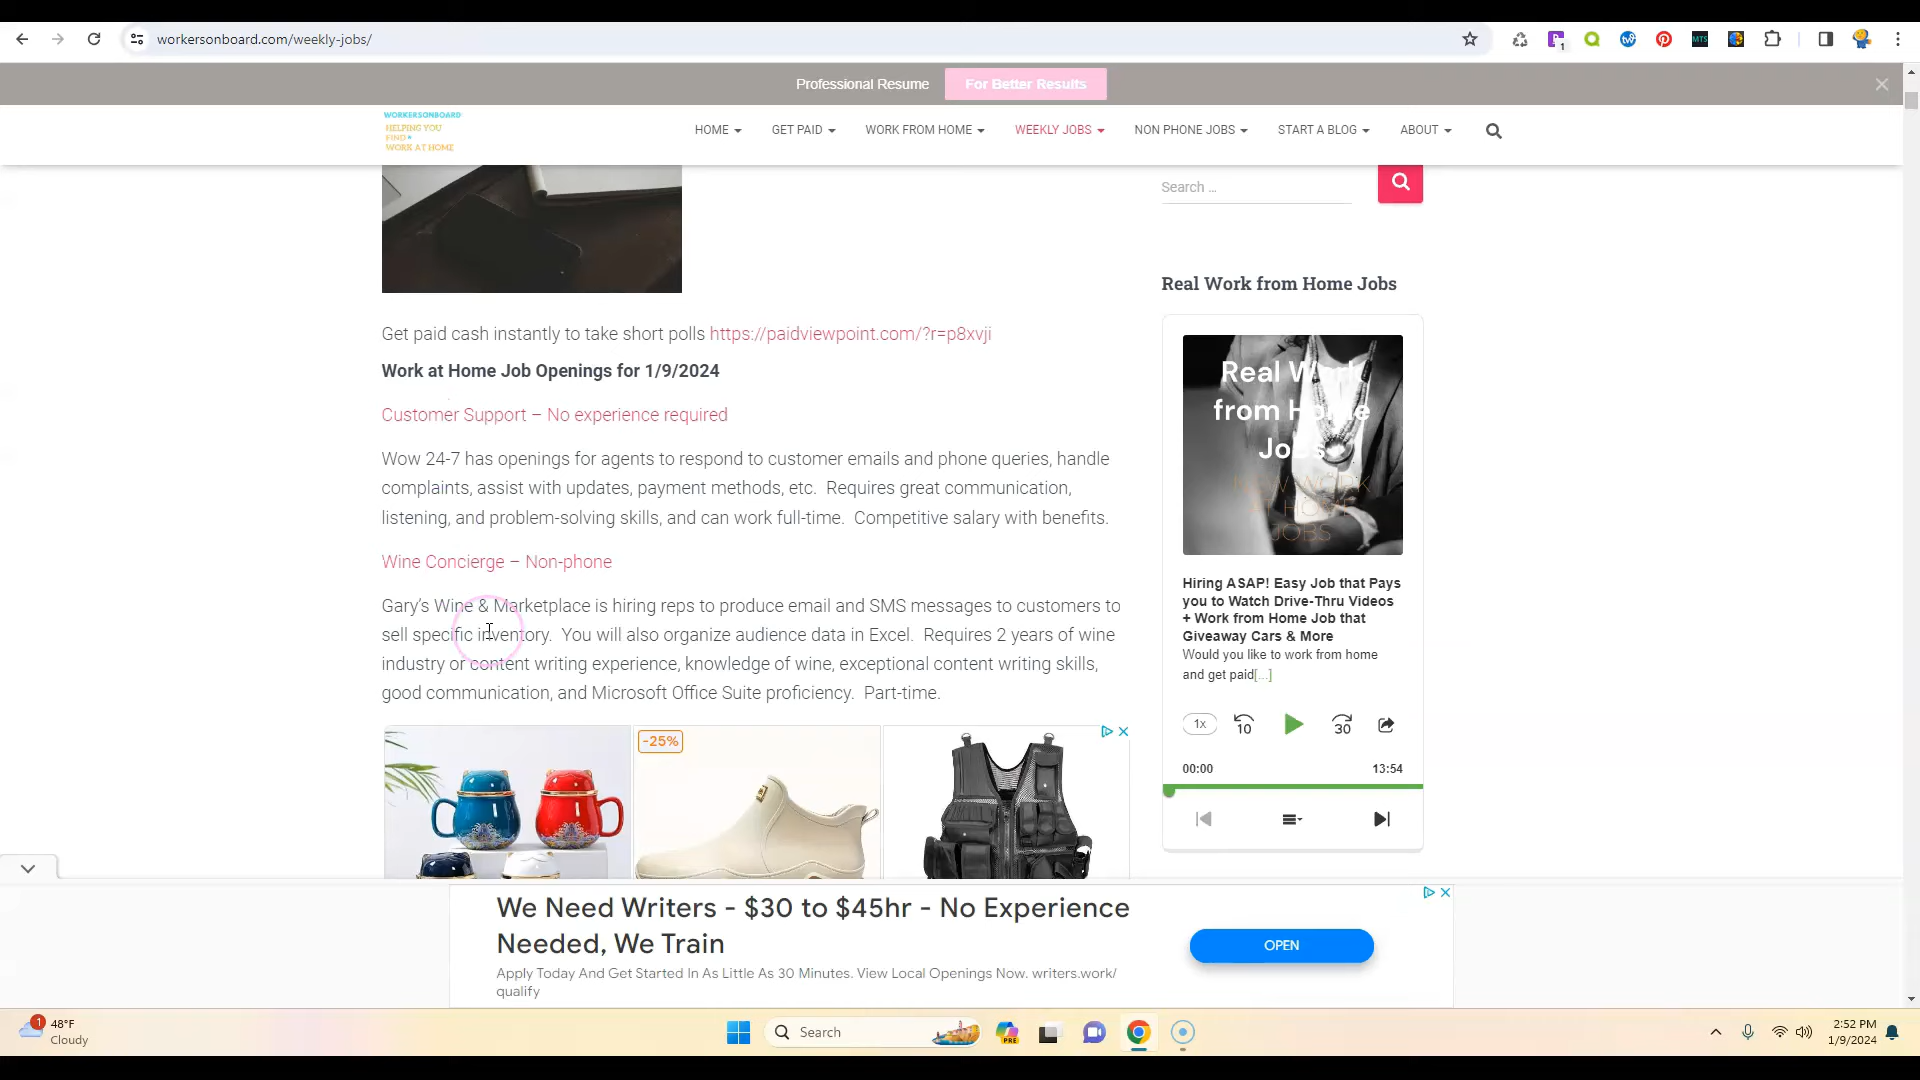 workersonboard.com/weekly-jobs/
1
MTS
Professional Resume For Better Results
WORKERSONBOARD
HELPING YOU
FIND
WORK AT HOME
HOME GET PAID WORK FROM HOME WEEKLY JOBS NON PHONE JOBS START A BLOG ABOUT
Search ...
Real Work from Home Jobs
Get paid cash instantly to take short polls https://paidviewpoint.com/?r=p8xvji
Work at Home Job Openings for 1/9/2024
Customer Support – No experience required
Wow 24-7 has openings for agents to respond to customer emails and phone queries, handle
complaints, assist with updates, payment methods, etc. Requires great communication,
listening, and problem-solving skills, and can work full-time. Competitive salary with benefits.
Wine Concierge – Non-phone
Gary's Wine & Marketplace is hiring reps to produce email and SMS messages to customers to
sell specific inventory. You will also organize audience data in Excel. Requires 2 years of wine
industry or content writing experience, knowledge of wine, exceptional content writing skills,
good communication, and Microsoft Office Suite proficiency. Part-time.
-25%
Real Work
from Home
Jobs
NEW WORK
AT HOME
JOBS
Hiring ASAP! Easy Job that Pays
you to Watch Drive-Thru Videos
+ Work from Home Job that
Giveaway Cars & More
Would you like to work from home
and get paid[...]
1x 10 30
00:00 13:54
We Need Writers - $30 to $45hr - No Experience
Needed, We Train
Apply Today And Get Started In As Little As 30 Minutes. View Local Openings Now. writers.work/
qualify
OPEN
1
48°F
Cloudy
Search
PRE
2:52 PM
1/9/2024